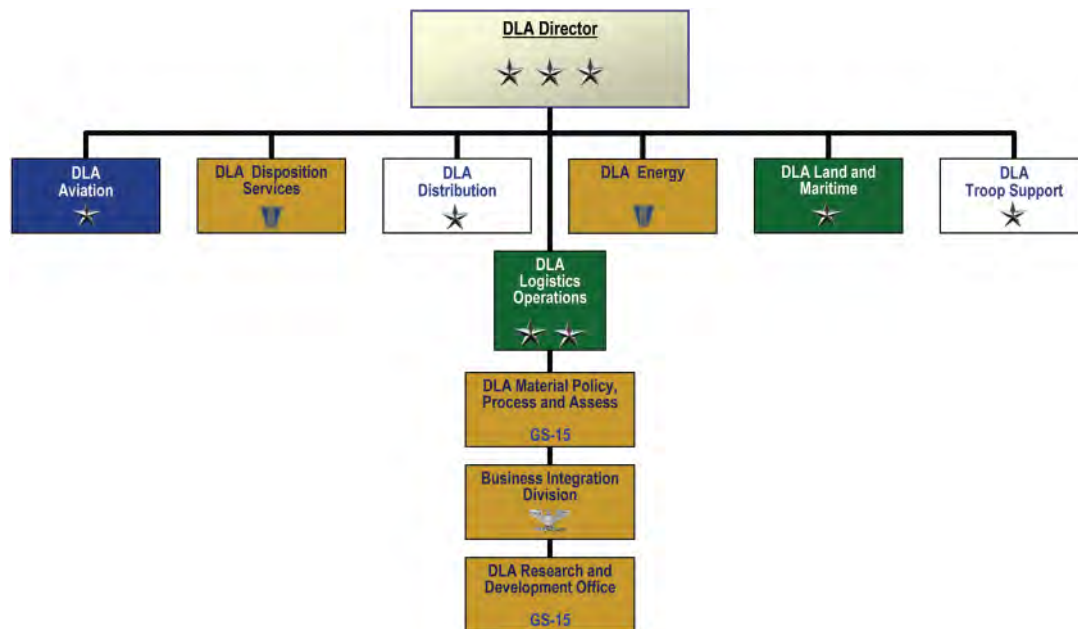 DLA Director
DLA
Aviation
DLA Disposition
Services
DLA
Distribution
DLA Energy
DLA Land and
Maritime
DLA
Troop Support
DLA
Logistics
Operations
DLA Material Policy,
Process and Assess
GS-15
Business Integration
Division
DLA Research and
Development Office
GS-15